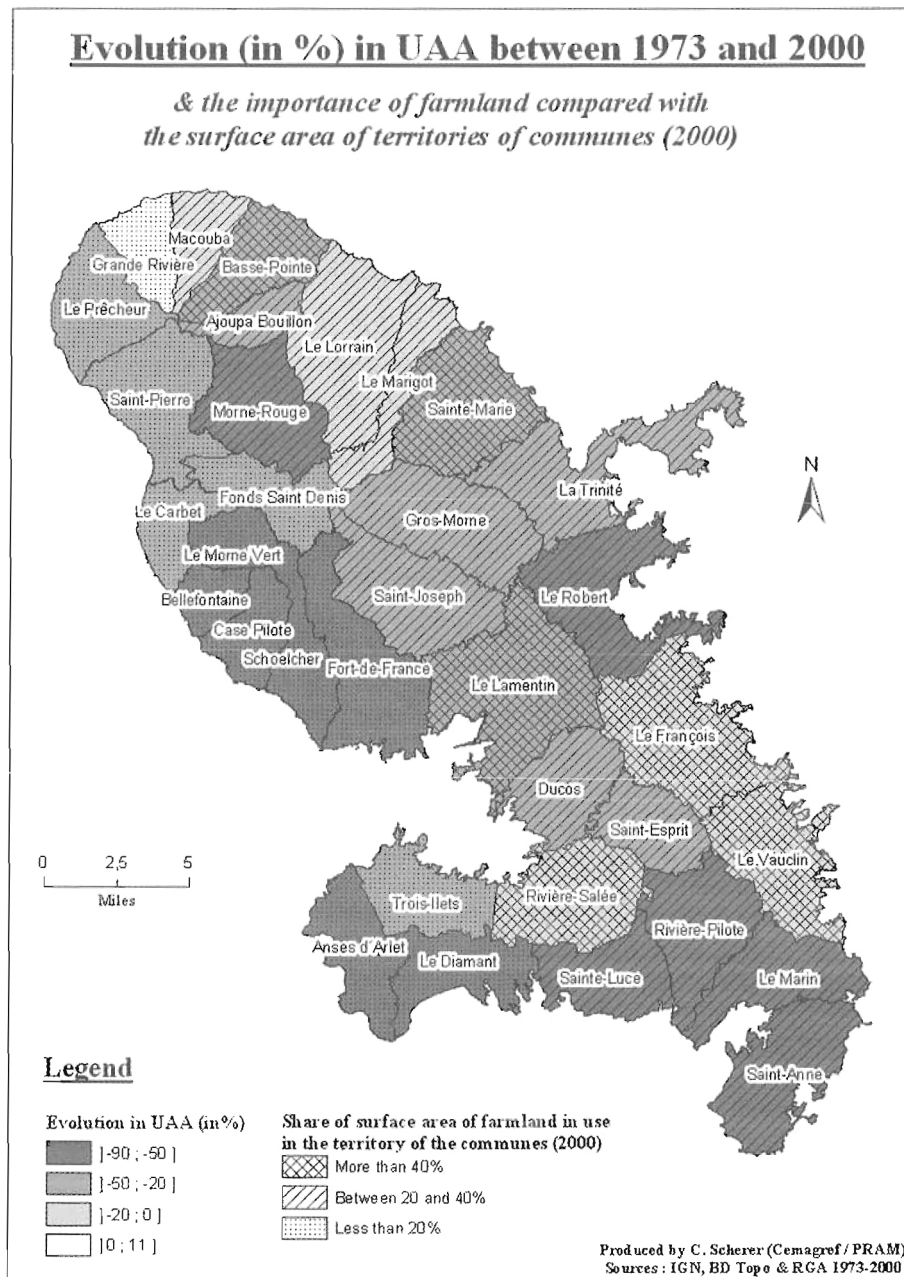 Evolution (in %) in UAA between 1973 and 2000
& the importance of farmland compared with
the surface area of territories of communes (2000)
Macouba
Grande Rivière
Basse-Pointe
Le Prêcheur
Ajoupa Bouillon
Le Lorrain
Le Marigot
Saint-Pierre
Morne-Rouge
Sainte-Marie
N
La Trinité
Fonds Saint Denis
Le Carbet
Gros-Morne
Le Morne Vert
Saint-Joseph
Le Robert
Bellefontaine
Case Pilote
Schoelcher
Fort-de-France
Le Lamentin
Le François
Ducos
Saint-Esprit
Le Vauclin
0 2,5 5
Miles
Trois-Ilets
Rivière-Salée
Rivière-Pilote
Anses d'Arlet
Le Diamant
Sainte-Luce
Le Marin
Saint-Anne
Legend
Evolution in UAA (in%)
]-90 ; -50 ]
]-50 ; -20 ]
]-20 ; 0 ]
]0 ; 11 ]
Share of surface area of farmland in use
in the territory of the communes (2000)
More than 40%
Between 20 and 40%
Less than 20%
Produced by C. Scherer (Cemagref / PRAM)
Sources : IGN, BD Topo & RGA 1973-2000